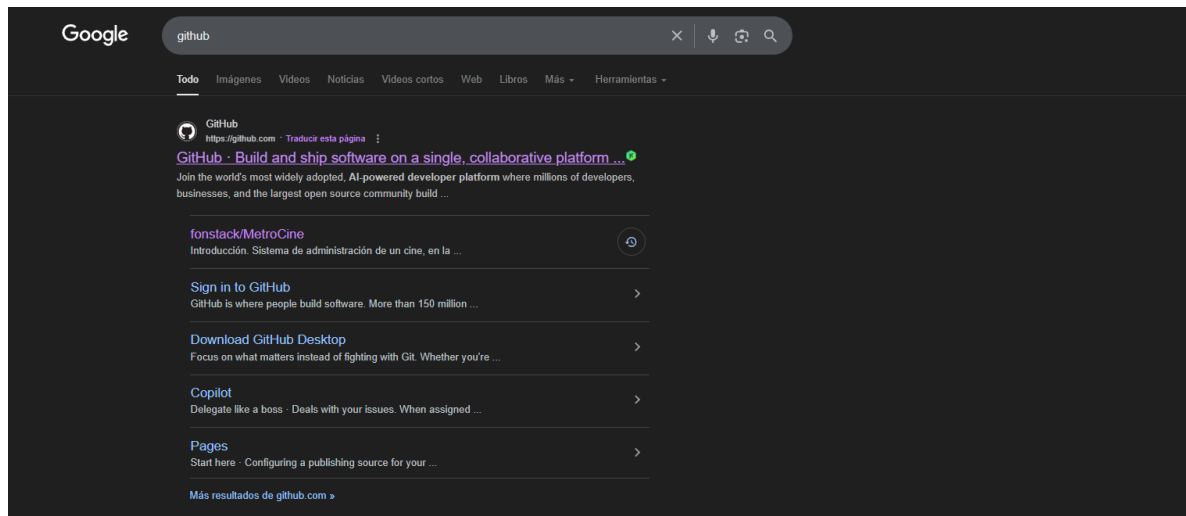 Google
github
Todo Imágenes Videos Noticias Videos cortos Web Libros Más Herramientas
GitHub
https://github.com · Traducir esta página
GitHub · Build and ship software on a single, collaborative platform ...
Join the world's most widely adopted, AI-powered developer platform where millions of developers,
businesses, and the largest open source community build ...
fonstack/MetroCine
Introducción. Sistema de administración de un cine, en la ...
Sign in to GitHub
GitHub is where people build software. More than 150 million ...
Download GitHub Desktop
Focus on what matters instead of fighting with Git. Whether you're ...
Copilot
Delegate like a boss · Deals with your issues. When assigned ...
Pages
Start here · Configuring a publishing source for your ...
Más resultados de github.com »